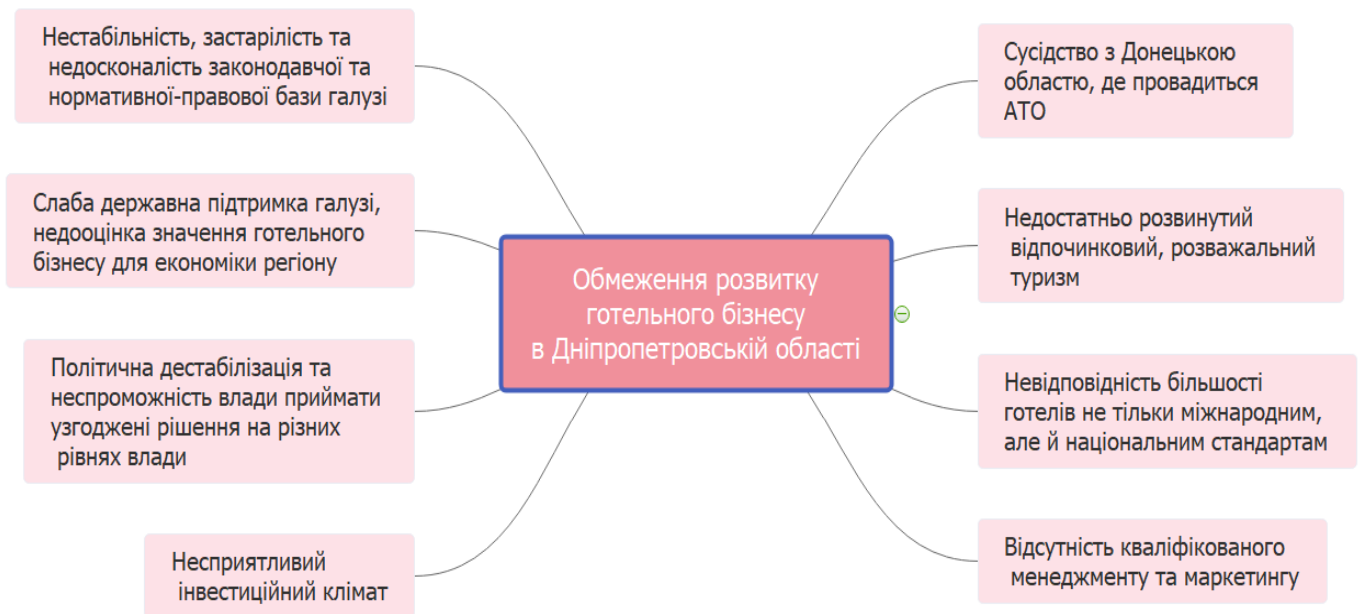 Нестабільність, застарілість та
недосконалість законодавчої та
нормативної-правової бази галузі
Слаба державна підтримка галузі,
недооцінка значення готельного
бізнесу для економіки регіону
Політична дестабілізація та
неспроможність влади приймати
узгоджені рішення на різних
рівнях влади
Несприятливий
інвестиційний клімат
Обмеження розвитку
готельного бізнесу
в Дніпропетровській області
Сусідство з Донецькою
областю, де провадиться
АТО
Недостатньо розвинутий
відпочинковий, розважальний
туризм
Невідповідність більшості
готелів не тільки міжнародним,
але й національним стандартам
Відсутність кваліфікованого
менеджменту та маркетингу